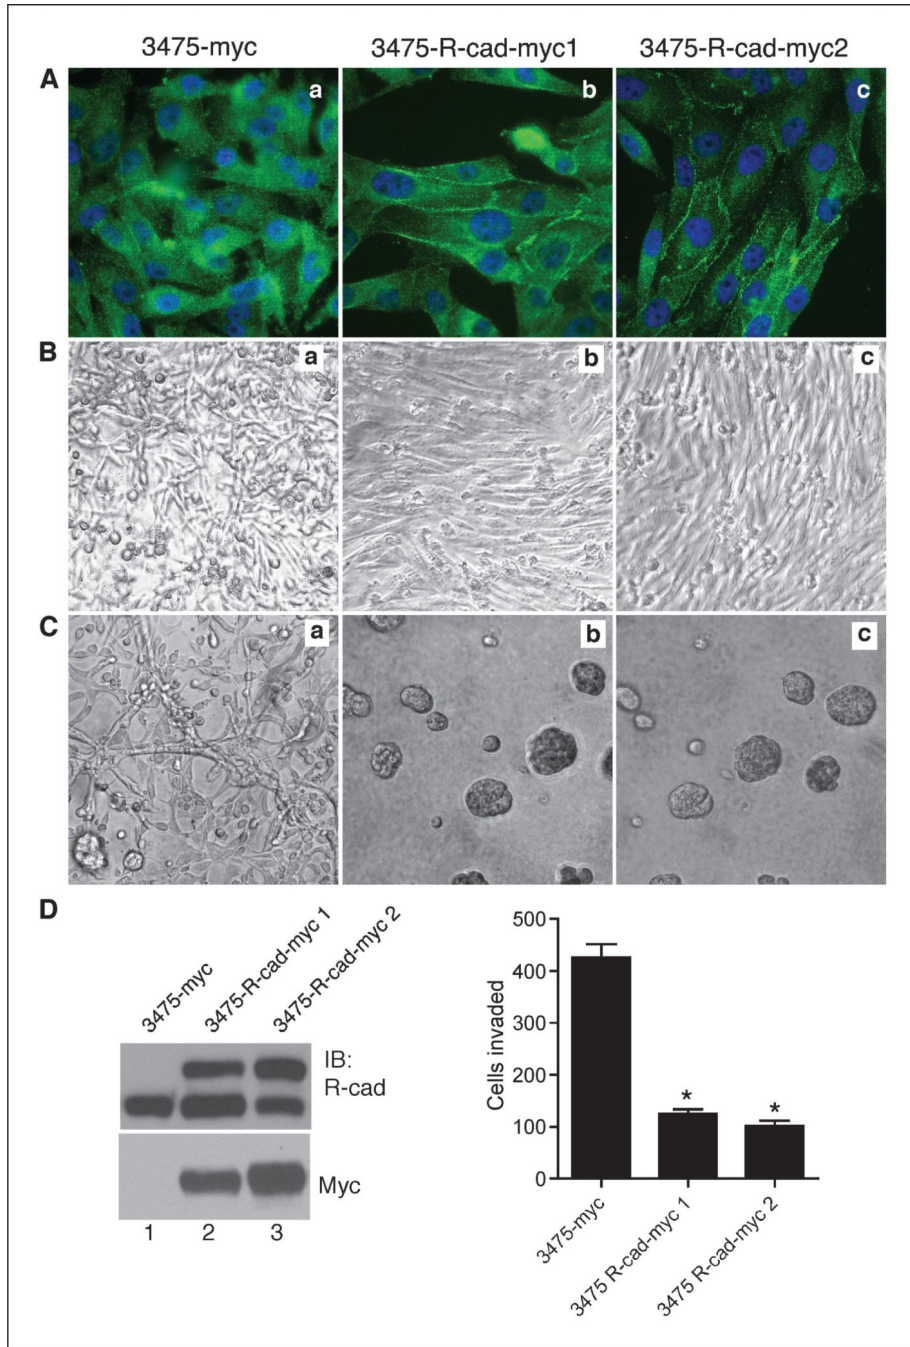 3475-myc
3475-R-cad-myc1
3475-R-cad-myc2
A
a
b
c
B
a
b
c
C
a
b
c
D
3475-myc
3475-R-cad-myc 1
3475-R-cad-myc 2
IB:
R-cad
Myc
1
2
3
Cells invaded
500
400
300
200
100
0
*
*
3475-myc
3475 R-cad-myc 1
3475 R-cad-myc 2